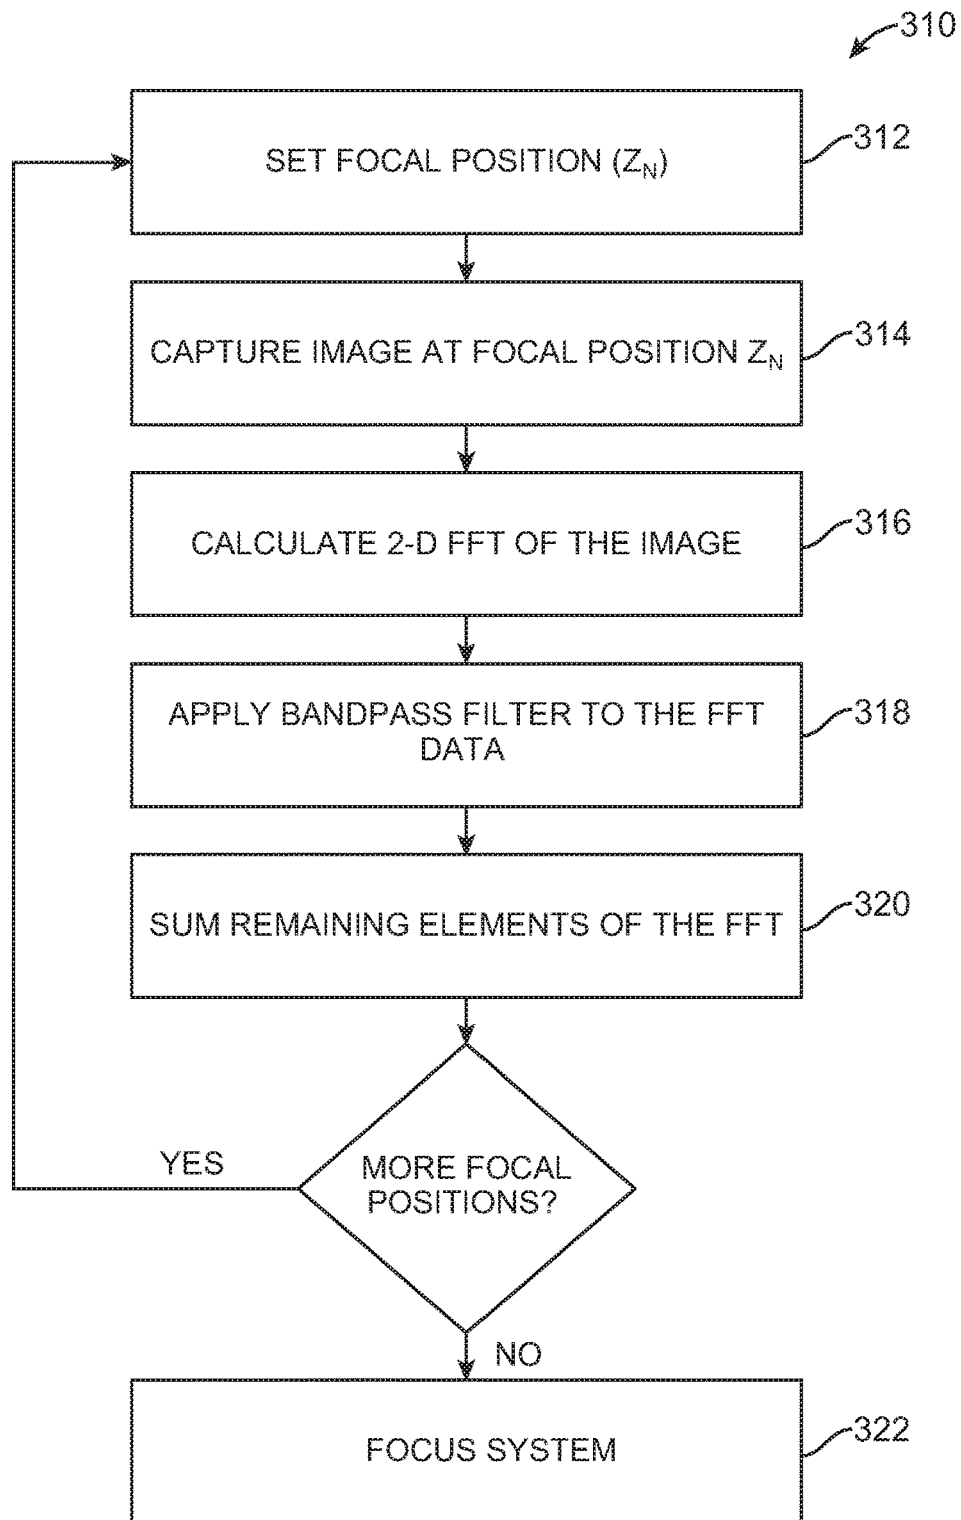 310
SET FOCAL POSITION (Z_N)
312
CAPTURE IMAGE AT FOCAL POSITION Z_N
314
CALCULATE 2-D FFT OF THE IMAGE
316
APPLY BANDPASS FILTER TO THE FFT
DATA
318
SUM REMAINING ELEMENTS OF THE FFT
320
MORE FOCAL
POSITIONS?
YES
NO
FOCUS SYSTEM
322